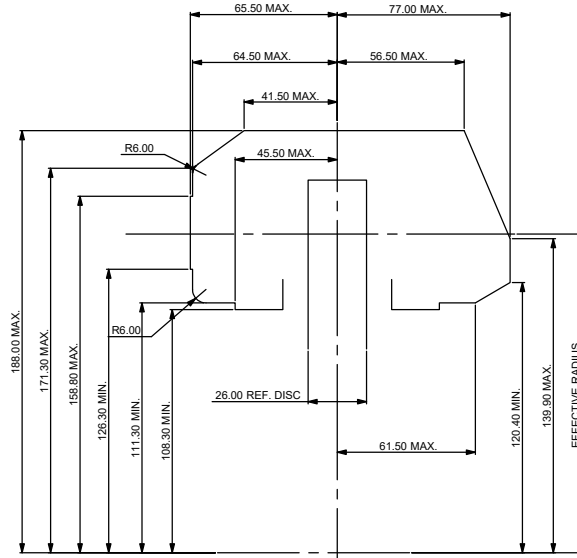 65.50 MAX.
77.00 MAX.
64.50 MAX.
56.50 MAX.
41.50 MAX.
R6.00
45.50 MAX.
188.00 MAX.
171.30 MAX.
158.80 MAX.
126.30 MIN.
R6.00
111.30 MIN.
108.30 MIN.
26.00 REF. DISC
61.50 MAX.
120.40 MIN.
139.90 MAX.
EFFECTIVE RADIUS